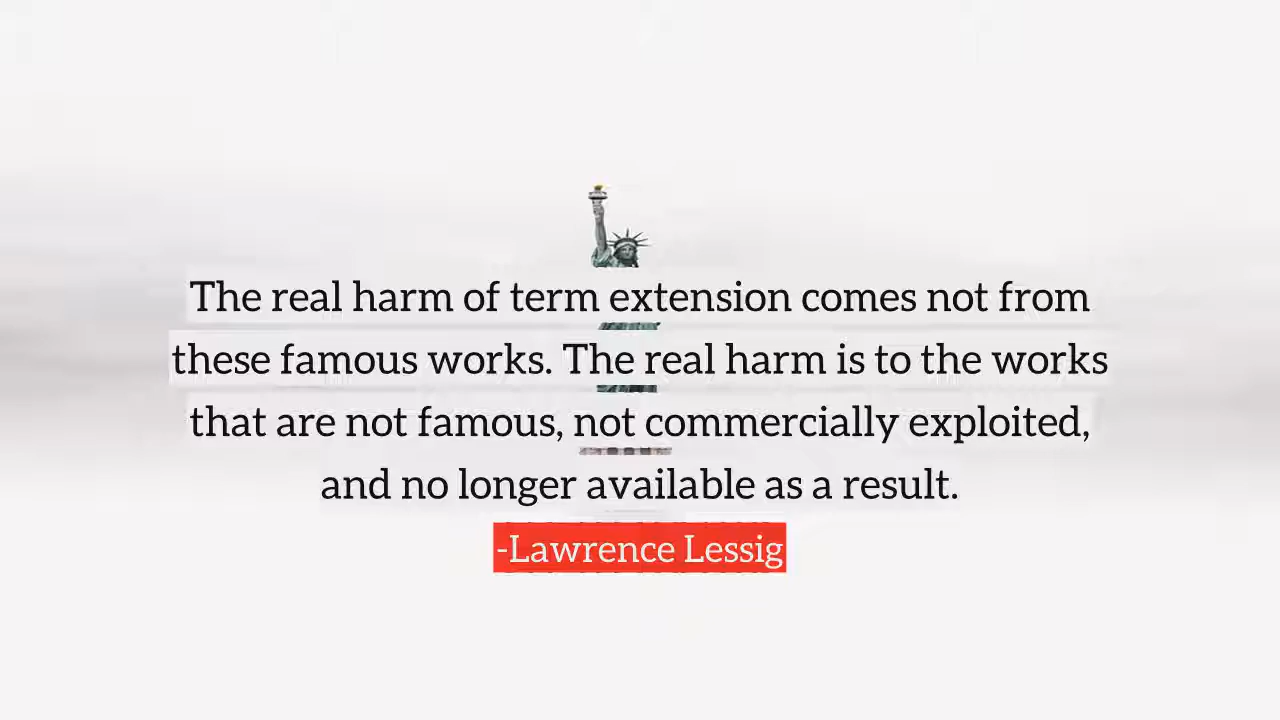 The real harm of term extension comes not from
these famous works. The real harm is to the works
that are not famous, not commercially exploited,
and no longer available as a result.
-Lawrence Lessig